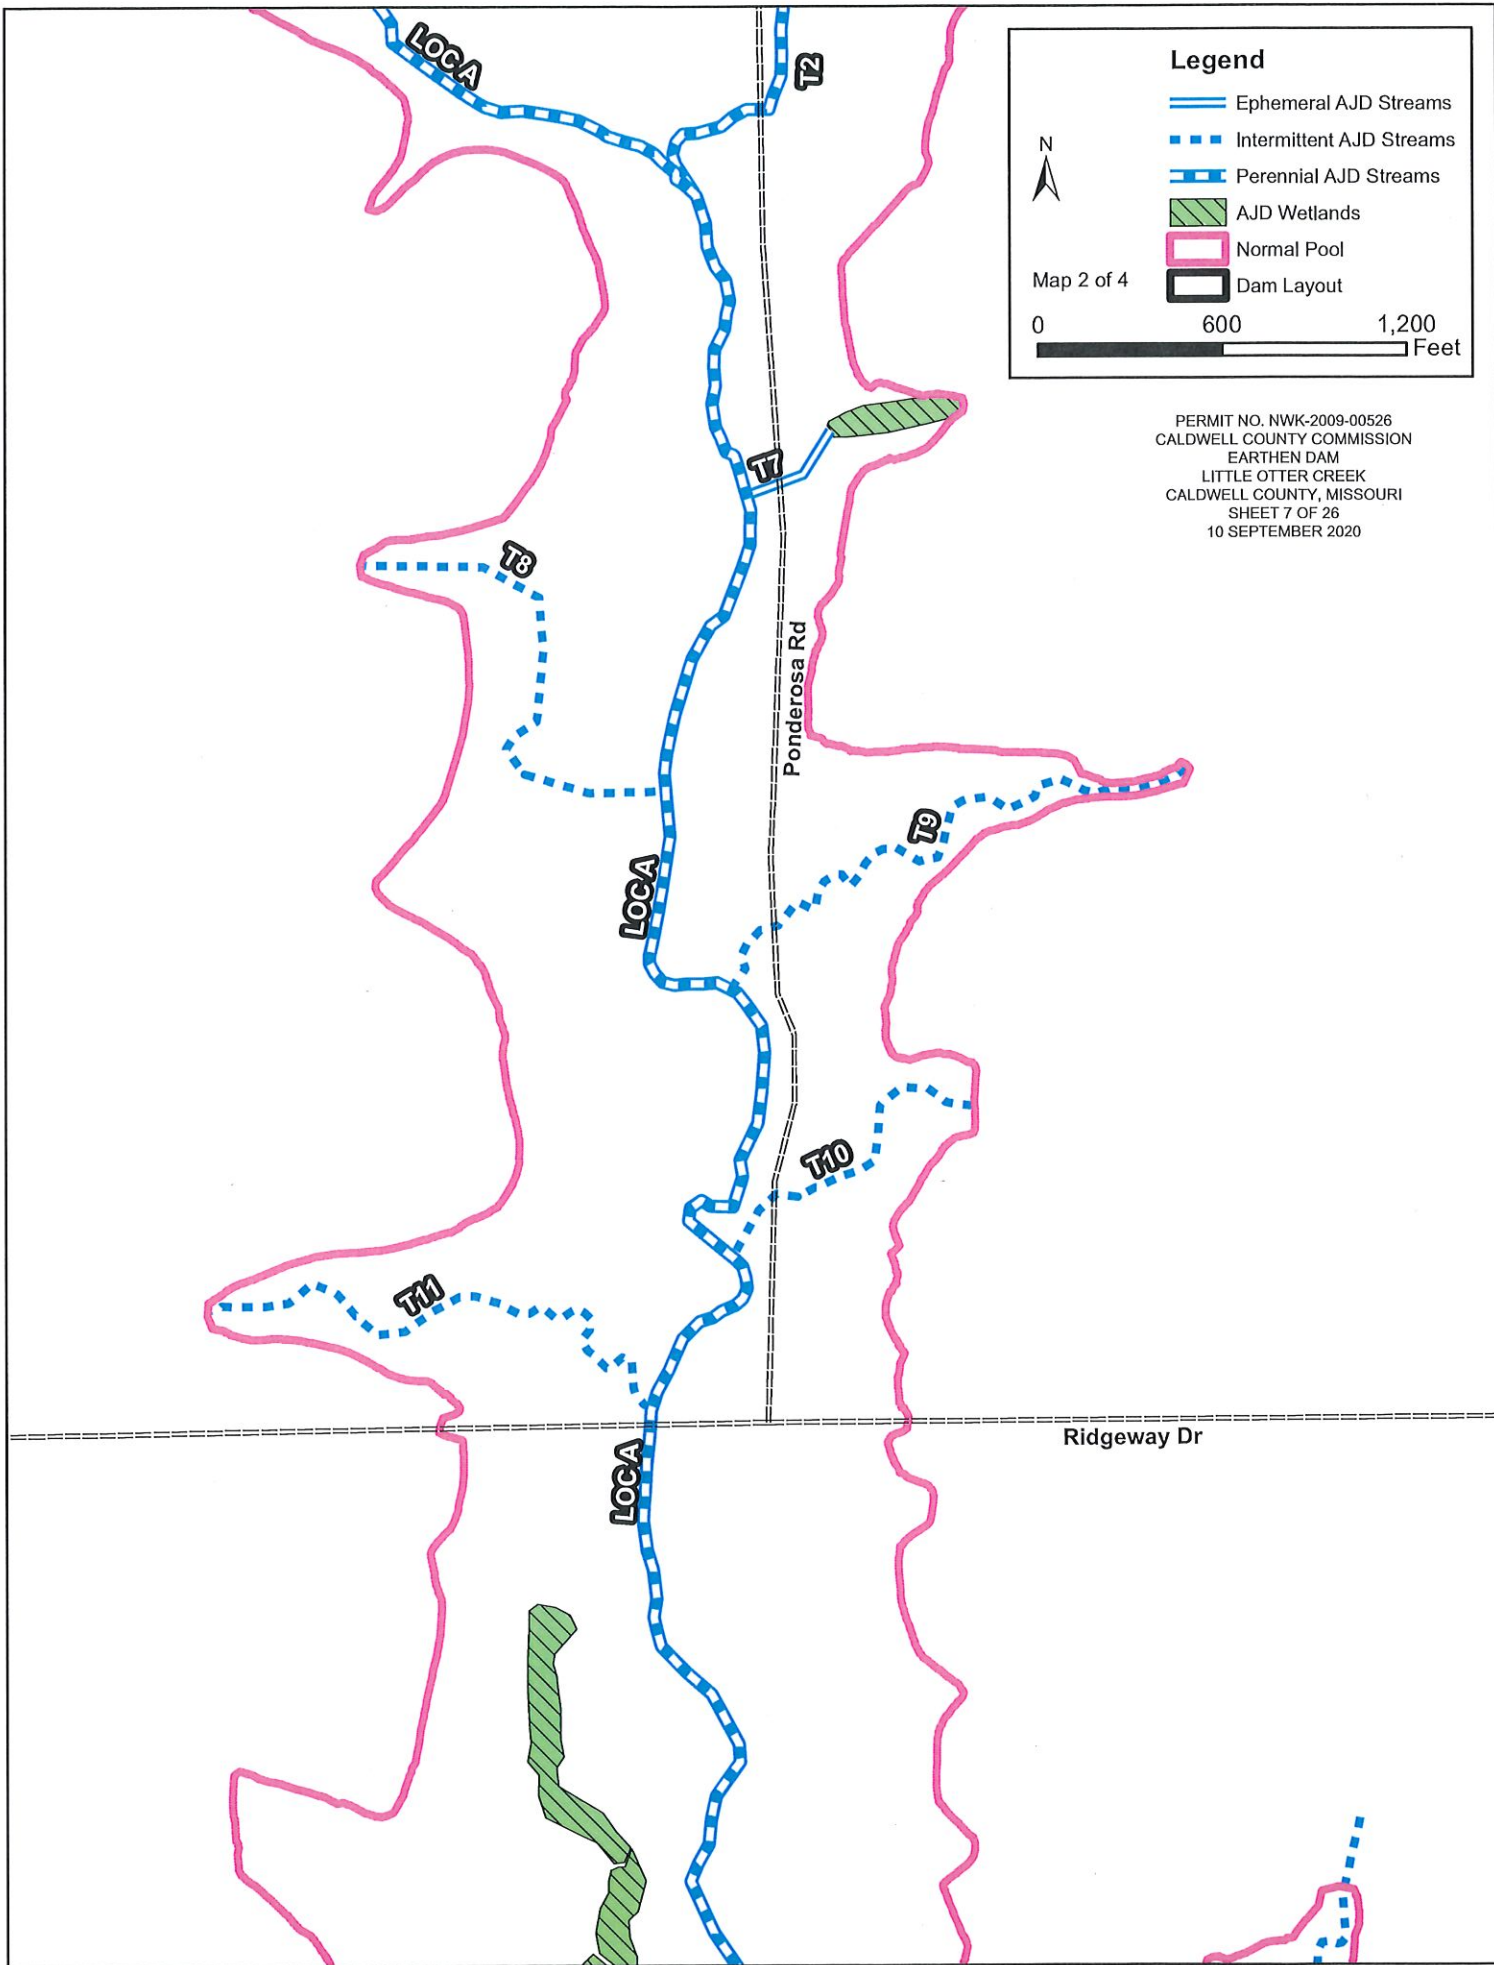 LOC A
T2
Legend
Ephemeral AJD Streams
Intermittent AJD Streams
Perennial AJD Streams
AJD Wetlands
Normal Pool
Dam Layout
N
Map 2 of 4
0 600 1,200
Feet
PERMIT NO. NWK-2009-00526
CALDWELL COUNTY COMMISSION
EARTHEN DAM
LITTLE OTTER CREEK
CALDWELL COUNTY, MISSOURI
SHEET 7 OF 26
10 SEPTEMBER 2020
T7
T8
Ponderosa Rd
T9
LOC A
T10
T11
Ridgeway Dr
LOC A